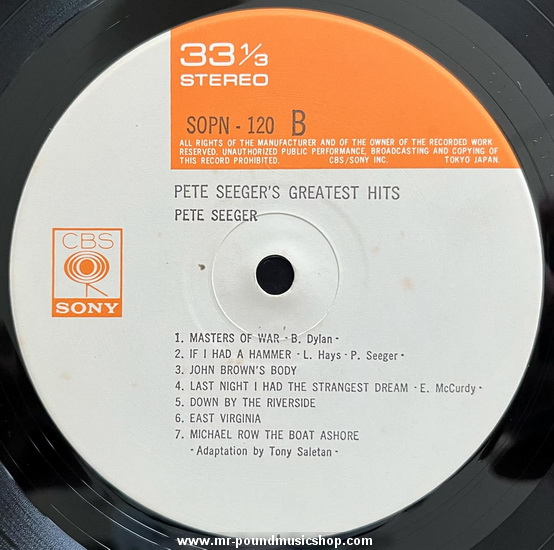 33 1/3
STEREO
SOPN - 120 B
ALL RIGHTS OF THE MANUFACTURER AND OF THE OWNER OF THE RECORDED WORK
RESERVED. UNAUTHORIZED PUBLIC PERFORMANCE, BROADCASTING AND COPYING OF
THIS RECORD PROHIBITED. CBS/SONY INC. TOKYO JAPAN.
PETE SEEGER'S GREATEST HITS
PETE SEEGER
CBS
SONY
1. MASTERS OF WAR - B. Dylan -
2. IF I HAD A HAMMER - L. Hays - P. Seeger -
3. JOHN BROWN'S BODY
4. LAST NIGHT I HAD THE STRANGEST DREAM - E. McCurdy -
5. DOWN BY THE RIVERSIDE
6. EAST VIRGINIA
7. MICHAEL ROW THE BOAT ASHORE
- Adaptation by Tony Saletan -
www.mr-poundmusicshop.com